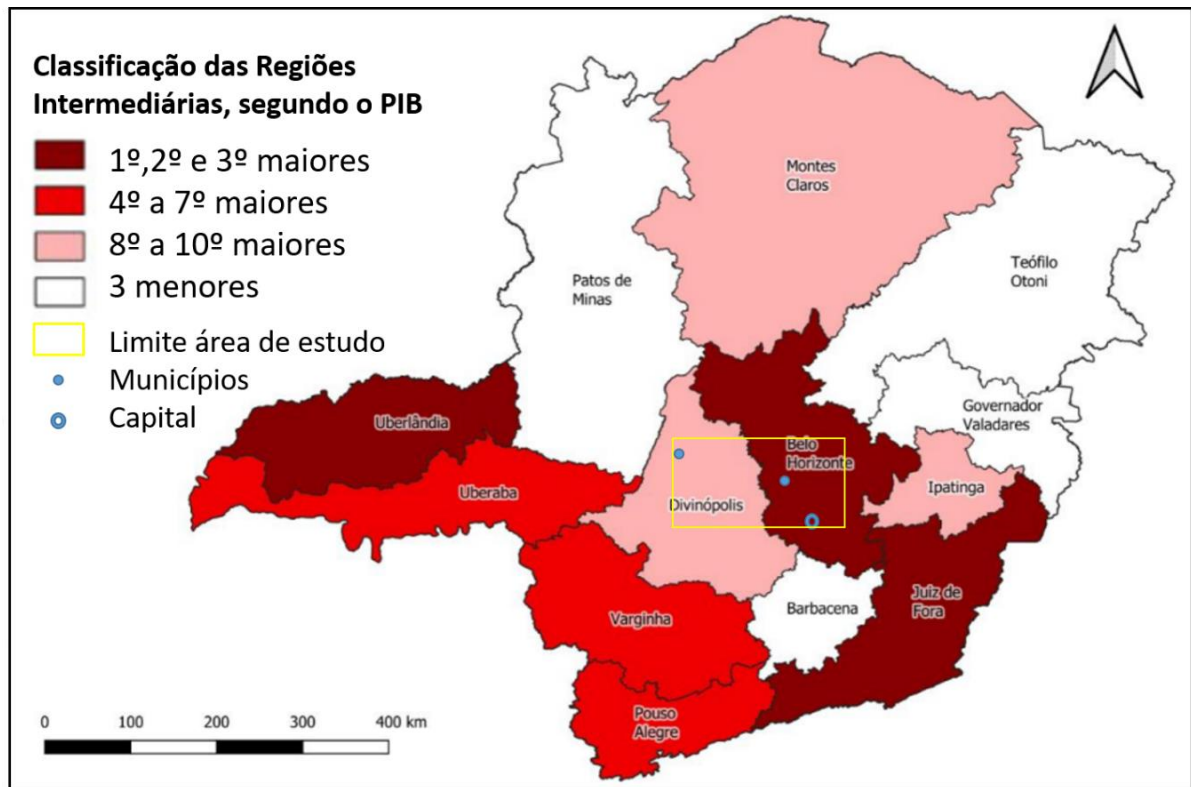 Classificação das Regiões
Intermediárias, segundo o PIB
1º,2º e 3º maiores
4º a 7º maiores
8º a 10º maiores
3 menores
Limite área de estudo
Municípios
Capital
Montes
Claros
Patos de
Minas
Teófilo
Otoni
Governador
Valadares
Uberlândia
Belo
Horizonte
Uberaba
Ipatinga
Divinópolis
Juiz de
Fora
Barbacena
Varginha
Pouso
Alegre
0 100 200 300 400 km